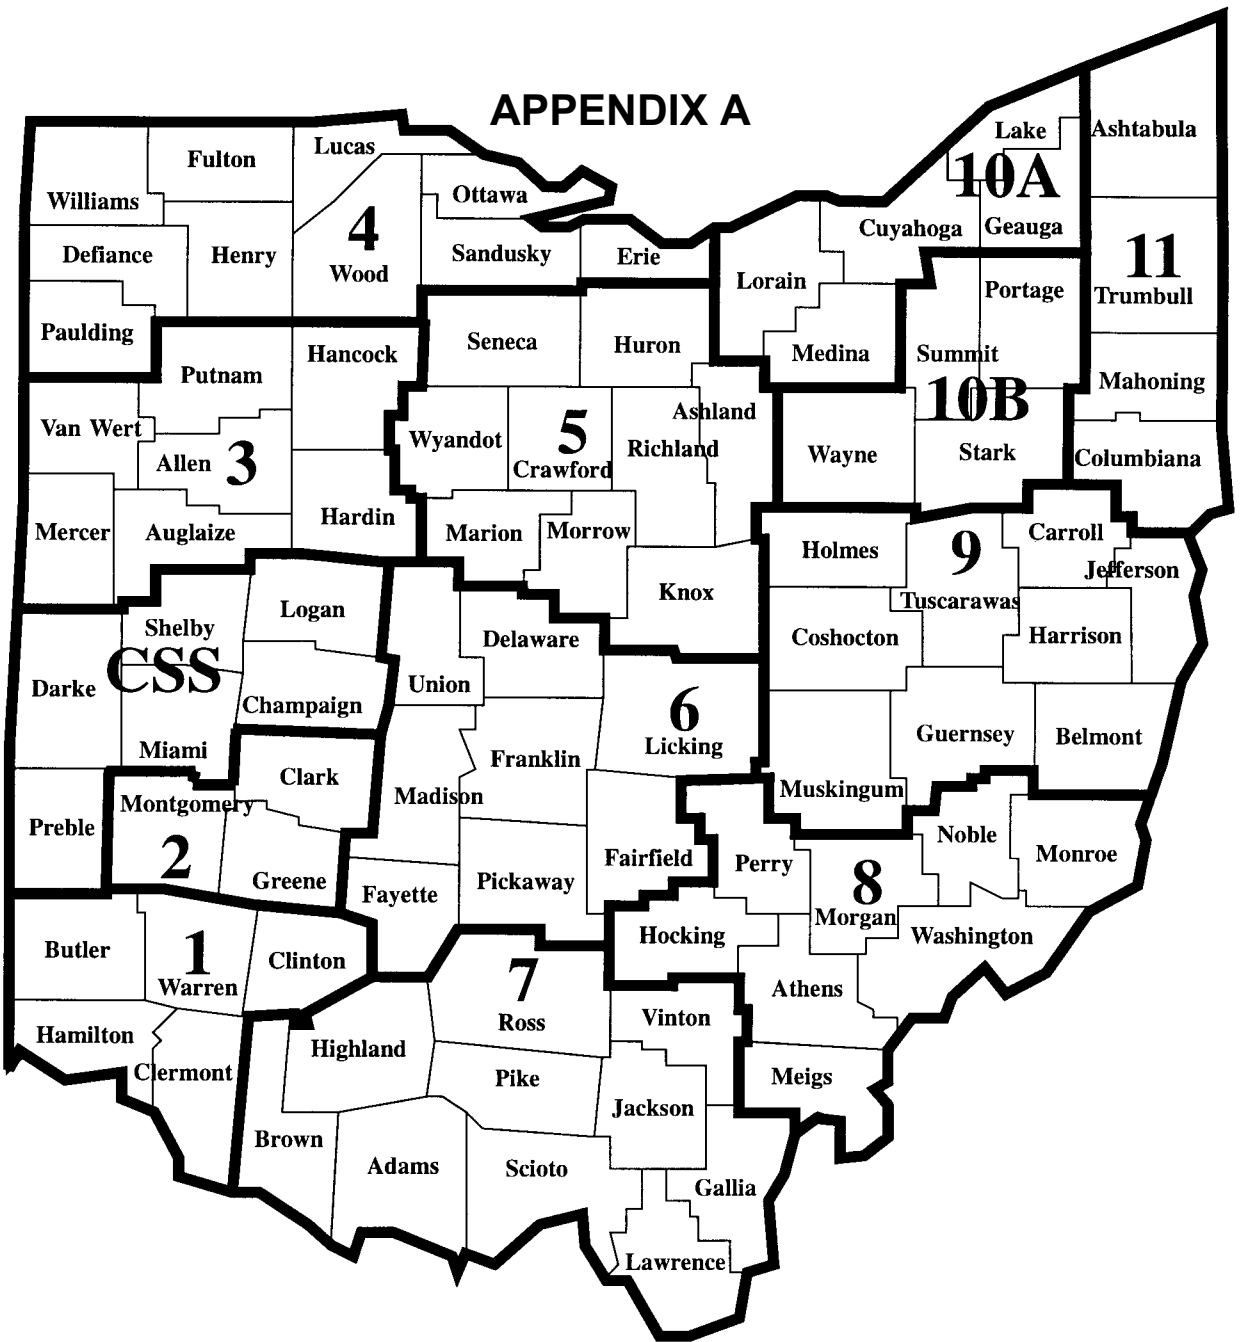 APPENDIX A
Lake
Ashtabula
Lucas
Fulton
10A
Ottawa
Williams
4
Cuyahoga
Geauga
Defiance
Henry
Sandusky
Erie
11
Wood
Lorain
Portage
Trumbull
Paulding
Seneca
Huron
Hancock
Medina
Summit
Putnam
Mahoning
10B
Ashland
Van Wert
Wyandot
5
Richland
Wayne
Stark
Columbiana
Allen
3
Crawford
Mercer
Auglaize
Hardin
Marion
Morrow
Carroll
Holmes
9
Jefferson
Knox
Tuscarawas
Logan
Shelby
Delaware
Coshocton
Harrison
CSS
Darke
Union
Champaign
6
Licking
Guernsey
Belmont
Miami
Franklin
Clark
Madison
Muskingum
Montgomery
Preble
Noble
2
Fairfield
Perry
Monroe
Greene
Fayette
Pickaway
8
Morgan
Butler
1
Clinton
Hocking
Washington
Warren
7
Athens
Ross
Vinton
Hamilton
Highland
Clermont
Pike
Meigs
Jackson
Brown
Adams
Scioto
Gallia
Lawrence